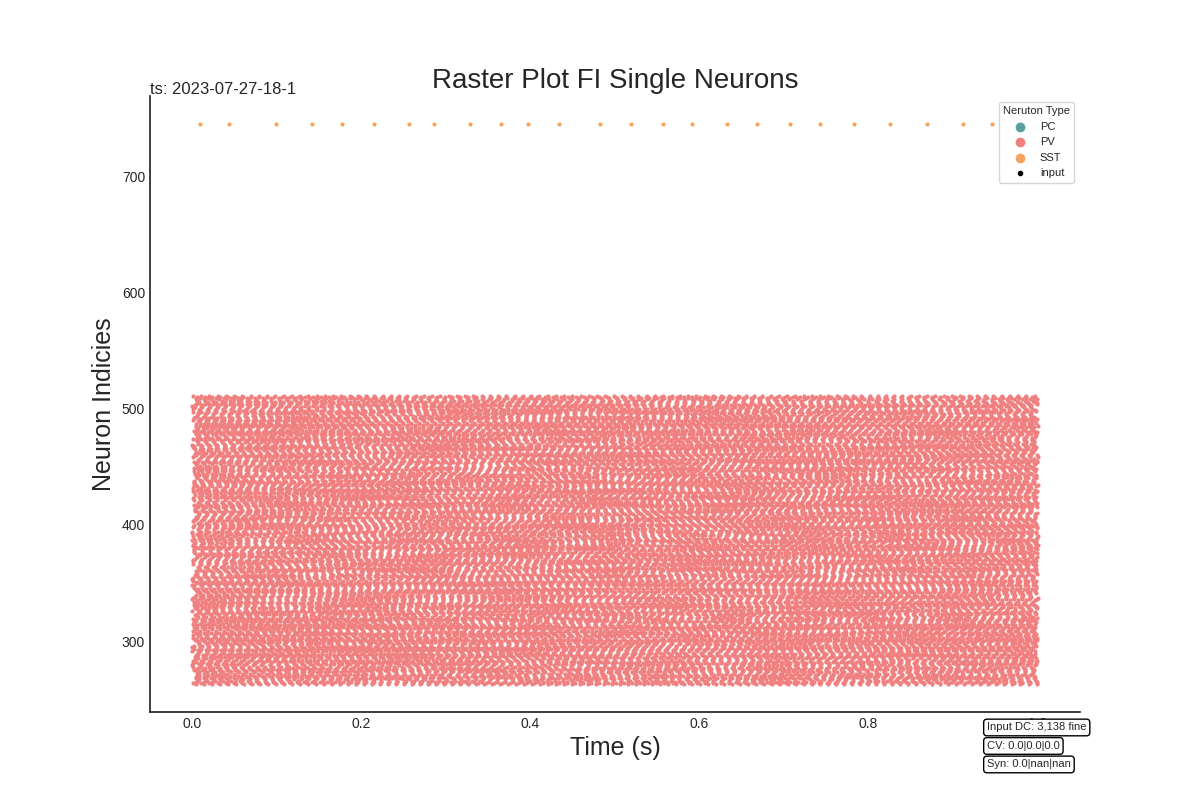 Raster Plot FI Single Neurons
ts: 2023-07-27-18-1
Neruton Type
PC
PV
SST
input
700
600
500
400
300
Neuron Indicies
0.0
0.2
0.4
0.6
0.8
Time (s)
Input DC: 3,138 fine
CV: 0.0|0.0|0.0
Syn: 0.0|nan|nan